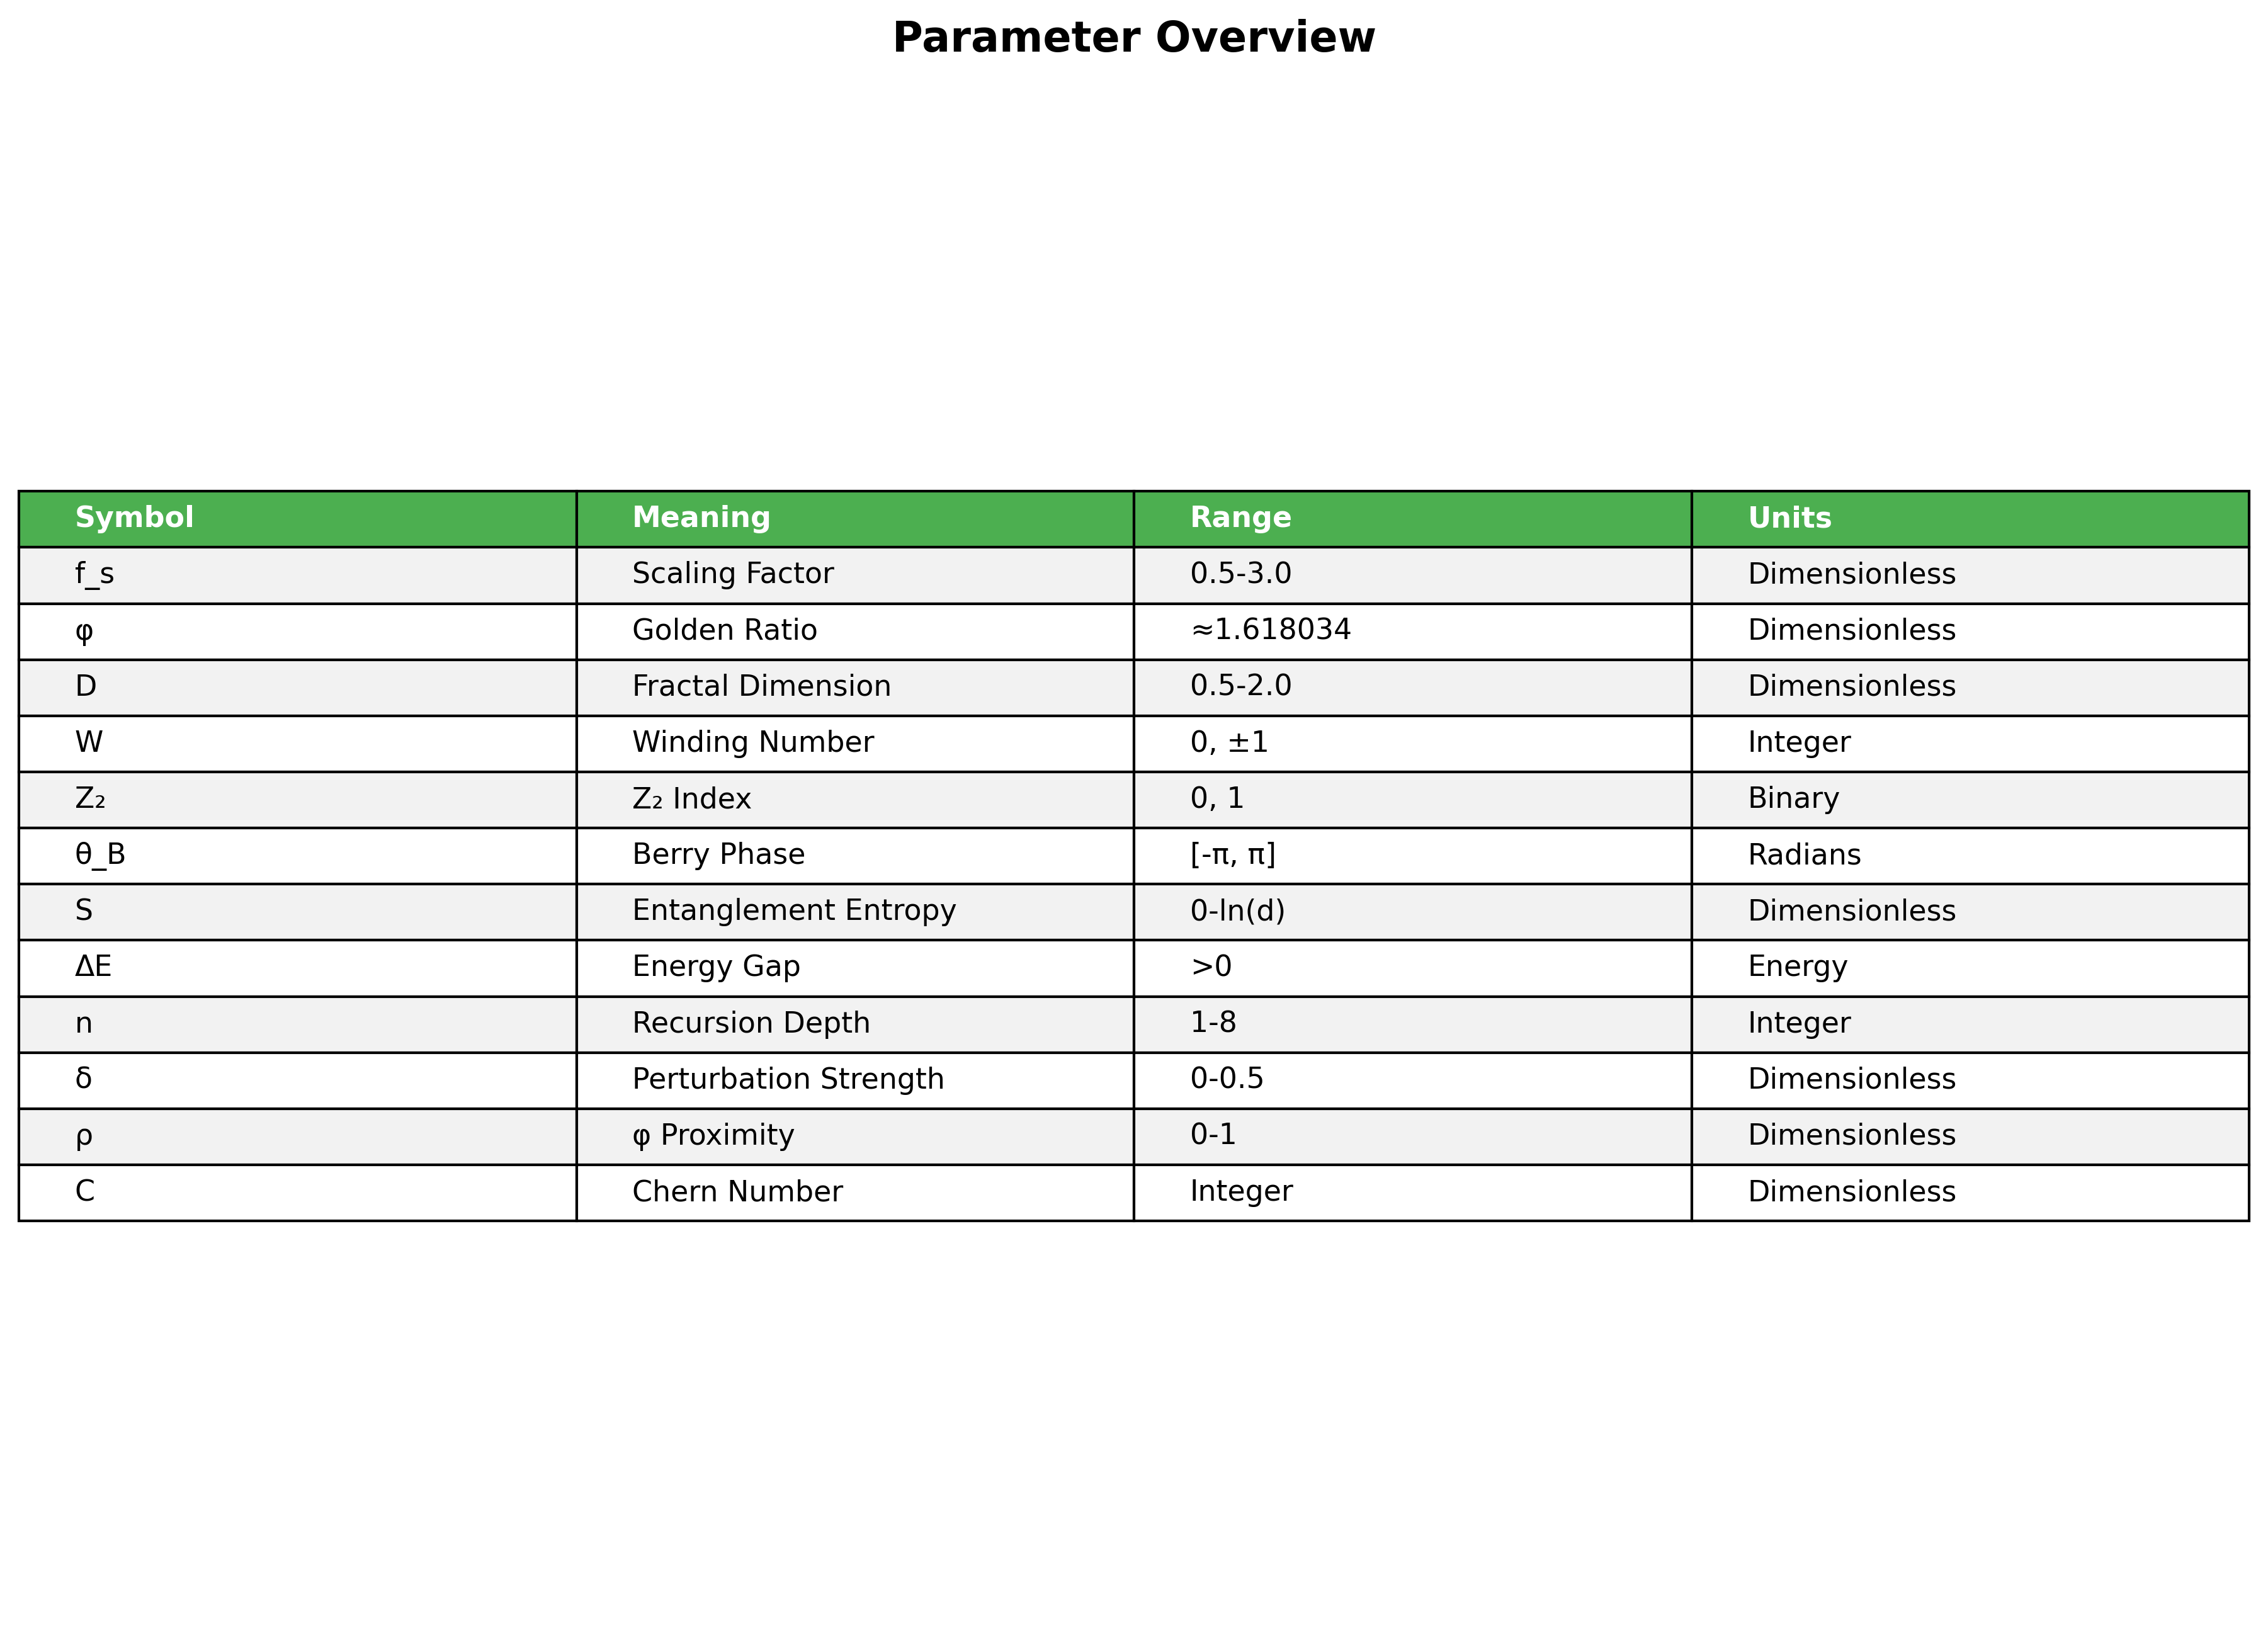 Parameter Overview
Symbol Meaning Range Units
f_s Scaling Factor 0.5-3.0 Dimensionless
φ Golden Ratio ≈1.618034 Dimensionless
D Fractal Dimension 0.5-2.0 Dimensionless
W Winding Number 0, ±1 Integer
Z₂ Z₂ Index 0, 1 Binary
θ_B Berry Phase [-π, π] Radians
S Entanglement Entropy 0-ln(d) Dimensionless
ΔE Energy Gap >0 Energy
n Recursion Depth 1-8 Integer
δ Perturbation Strength 0-0.5 Dimensionless
ρ φ Proximity 0-1 Dimensionless
C Chern Number Integer Dimensionless